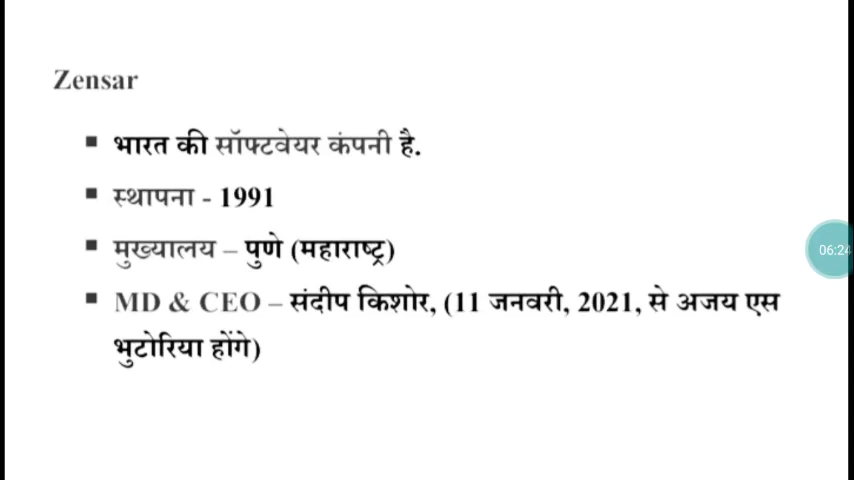 Zensar
▪ भारत की सॉफ्टवेयर कंपनी है.
▪ स्थापना - 1991
▪ मुख्यालय – पुणे (महाराष्ट्र)
06:24
▪ MD & CEO – संदीप किशोर, (11 जनवरी, 2021, से अजय एस
भुटोरिया होंगे)